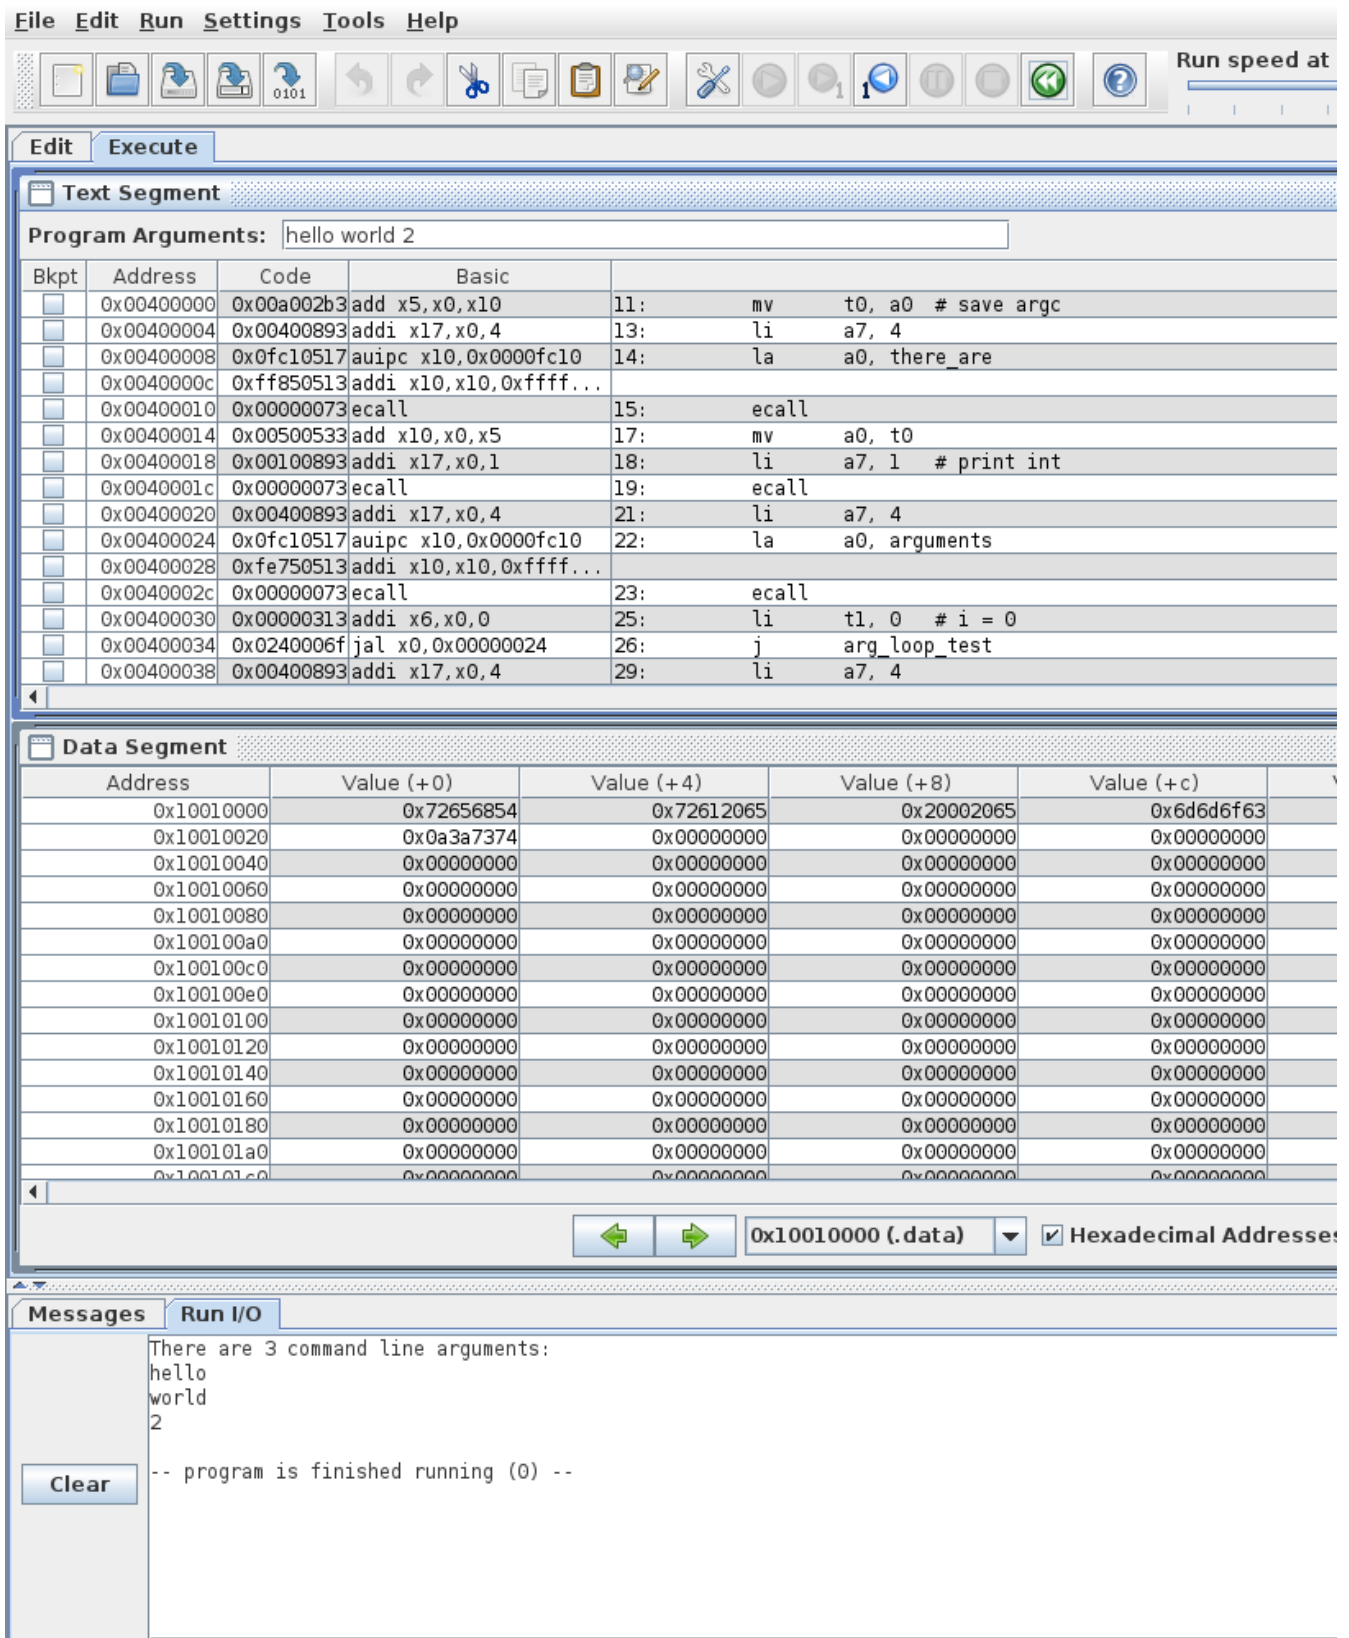 File Edit Run Settings Tools Help
Run speed at
0101
1
1
Edit Execute
Text Segment
Program Arguments: hello world 2
Bkpt Address Code Basic
0x00400000 0x00a002b3 add x5,x0,x10 11: mv t0, a0 # save argc
0x00400004 0x00400893 addi x17,x0,4 13: li a7, 4
0x00400008 0x0fc10517 auipc x10,0x0000fc10 14: la a0, there_are
0x0040000c 0xff850513 addi x10,x10,0xffff...
0x00400010 0x00000073 ecall 15: ecall
0x00400014 0x00500533 add x10,x0,x5 17: mv a0, t0
0x00400018 0x00100893 addi x17,x0,1 18: li a7, 1 # print int
0x0040001c 0x00000073 ecall 19: ecall
0x00400020 0x00400893 addi x17,x0,4 21: li a7, 4
0x00400024 0x0fc10517 auipc x10,0x0000fc10 22: la a0, arguments
0x00400028 0xfe750513 addi x10,x10,0xffff...
0x0040002c 0x00000073 ecall 23: ecall
0x00400030 0x00000313 addi x6,x0,0 25: li t1, 0 # i = 0
0x00400034 0x0240006f jal x0,0x00000024 26: j arg_loop_test
0x00400038 0x00400893 addi x17,x0,4 29: li a7, 4
Data Segment
Address Value (+0) Value (+4) Value (+8) Value (+c)
0x10010000 0x72656854 0x72612065 0x20002065 0x6d6d6f63
0x10010020 0x0a3a7374 0x00000000 0x00000000 0x00000000
0x10010040 0x00000000 0x00000000 0x00000000 0x00000000
0x10010060 0x00000000 0x00000000 0x00000000 0x00000000
0x10010080 0x00000000 0x00000000 0x00000000 0x00000000
0x100100a0 0x00000000 0x00000000 0x00000000 0x00000000
0x100100c0 0x00000000 0x00000000 0x00000000 0x00000000
0x100100e0 0x00000000 0x00000000 0x00000000 0x00000000
0x10010100 0x00000000 0x00000000 0x00000000 0x00000000
0x10010120 0x00000000 0x00000000 0x00000000 0x00000000
0x10010140 0x00000000 0x00000000 0x00000000 0x00000000
0x10010160 0x00000000 0x00000000 0x00000000 0x00000000
0x10010180 0x00000000 0x00000000 0x00000000 0x00000000
0x100101a0 0x00000000 0x00000000 0x00000000 0x00000000
0x100101c0 0x00000000 0x00000000 0x00000000 0x00000000
0x10010000 (.data) Hexadecimal Addresses
Messages Run I/O
There are 3 command line arguments:
hello
world
2
-- program is finished running (0) --
Clear